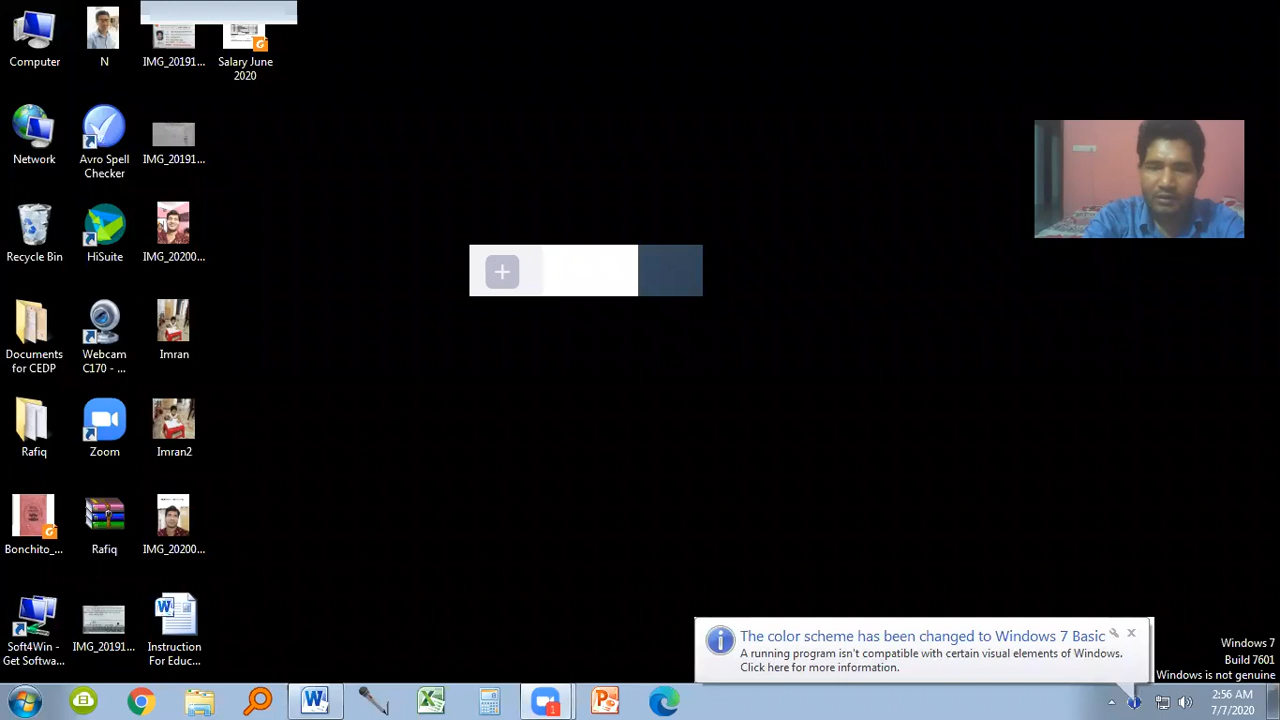 Computer
N
IMG_20191...
Salary June
2020
Network
Avro Spell
Checker
IMG_20191...
Recycle Bin
HiSuite
IMG_20200...
Documents
for CEDP
Webcam
C170 - ...
Imran
Rafiq
Zoom
Imran2
Bonchito_...
Rafiq
IMG_20200...
Soft4Win -
Get Softwa...
IMG_20191...
Instruction
For Educ...
The color scheme has been changed to Windows 7 Basic
A running program isn't compatible with certain visual elements of Windows.
Click here for more information.
Windows 7
Build 7601
Windows is not genuine
1
2:56 AM
7/7/2020